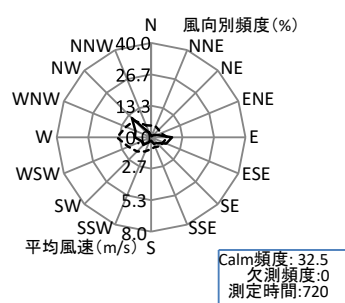 N 風向別頻度(%)
40.0
NNW NNE
NW 26.7 NE
WNW 13.3 ENE
W 0.0 E
WSW 2.7 ESE
SW 5.3 SE
SSW 8.0 SSE
平均風速(m/s) S
Calm頻度: 32.5
欠測頻度:0
測定時間:720